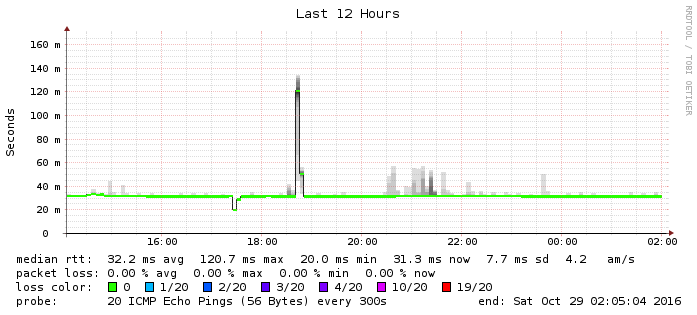 Last 12 Hours
RRDTOOL / TOBI OETIKER
Seconds
160 m
140 m
120 m
100 m
80 m
60 m
40 m
20 m
0
16:00 18:00 20:00 22:00 00:00 02:00
median rtt: 32.2 ms avg 120.7 ms max 20.0 ms min 31.3 ms now 7.7 ms sd 4.2 am/s
packet loss: 0.00 % avg 0.00 % max 0.00 % min 0.00 % now
loss color: 0 1/20 2/20 3/20 4/20 10/20 19/20
probe: 20 ICMP Echo Pings (56 Bytes) every 300s end: Sat Oct 29 02:05:04 2016